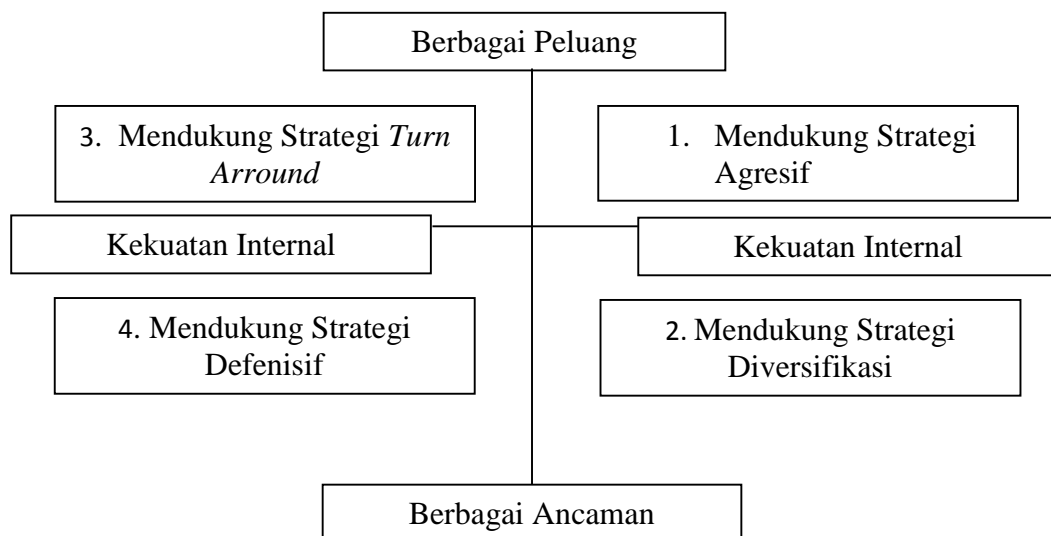 Berbagai Peluang
3. Mendukung Strategi Turn
Arround
1. Mendukung Strategi
Agresif
Kekuatan Internal
Kekuatan Internal
4. Mendukung Strategi
Defenisif
2. Mendukung Strategi
Diversifikasi
Berbagai Ancaman